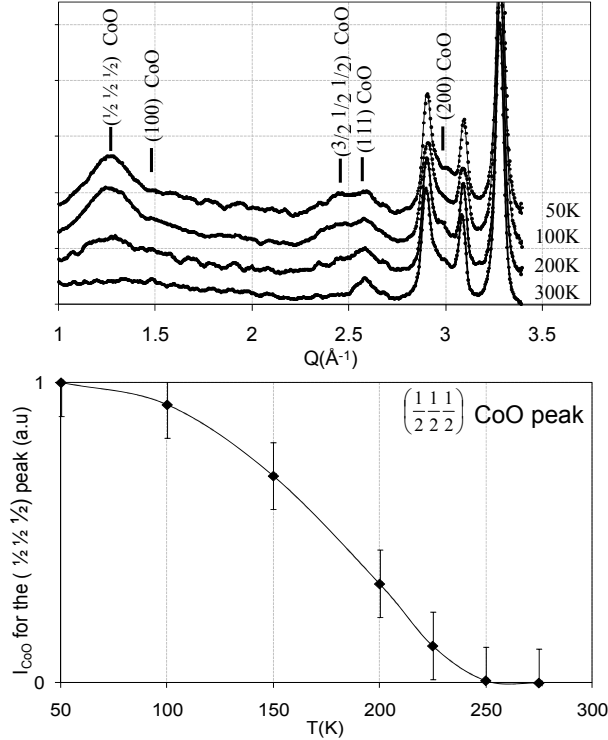 (½ ½ ½) CoO
(100) CoO
(3/2 1/2 1/2) CoO
(111) CoO
(200) CoO
50K
100K
200K
300K
1 1.5 2 2.5 3 3.5
Q(Å-1)
(1/2 1/2 1/2) CoO peak
I CoO for the ( ½ ½ ½) peak (a.u)
1
0
50 100 150 200 250 300
T(K)